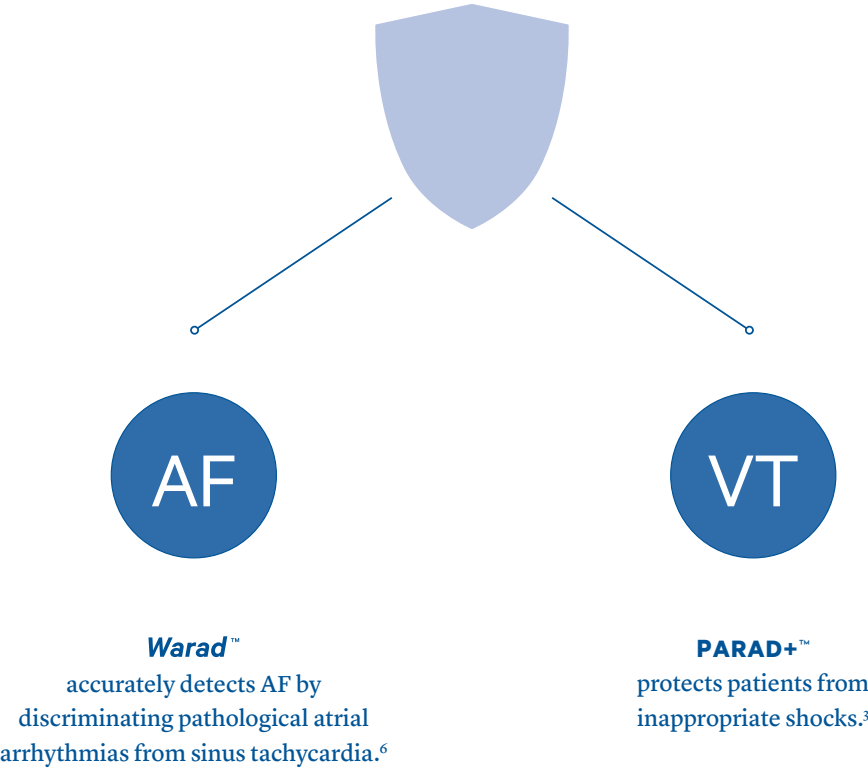 AF
Warad™
accurately detects AF by
discriminating pathological atrial
arrhythmias from sinus tachycardia.⁶
VT
PARAD+™
protects patients from
inappropriate shocks.³